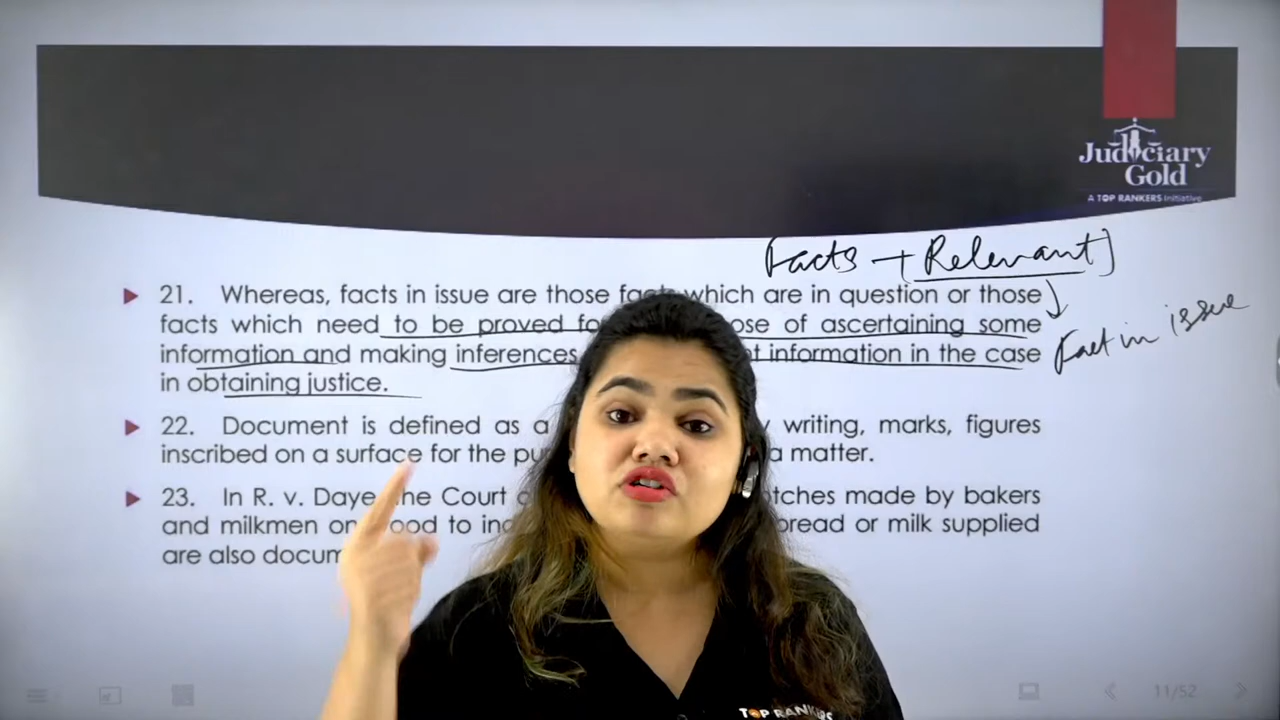 Judiciary
Gold
A TOP RANKERS Initiative
Facts + Relevant]
21. Whereas, facts in issue are those facts which are in question or those
facts which need to be proved ose of ascertaining some
information and making inferences information in the case
in obtaining justice.
Fact in issue
22. Document is defined as a writing, marks, figures
inscribed on a surface for the a matter.
23. In R. v. Daye the Court tches made by bakers
and milkmen on ood to bread or milk supplied
are also docum
TOP RANKERS
11/52